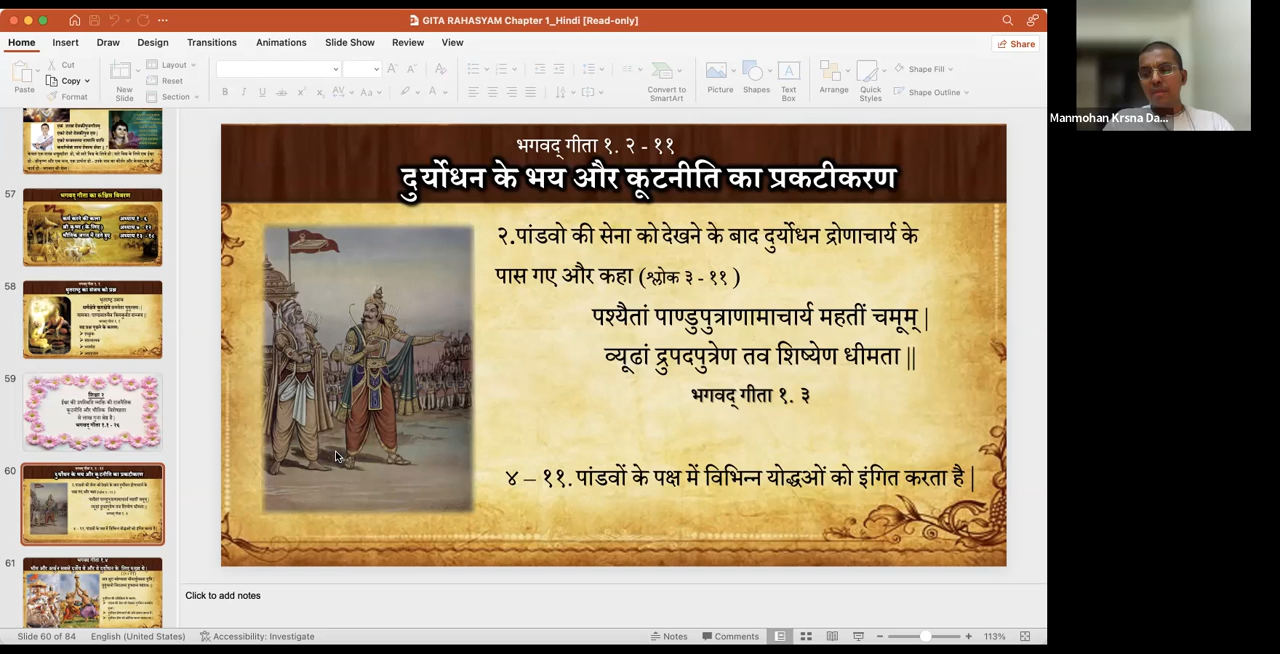 GITA RAHASYAM Chapter 1_Hindi [Read-only]
Home Insert Draw Design Transitions Animations Slide Show Review View
Share
Paste
Cut
Copy
Format
New Slide
Layout
Reset
Section
Convert to SmartArt
Picture
Shapes
Text Box
Arrange
Quick Styles
Shape Fill
Shape Outline
Manmohan Krsna Da...
57
58
59
60
61
भगवद् गीता १. २ - ११
दुर्योधन के भय और कूटनीति का प्रकटीकरण
२.पांडवो की सेना को देखने के बाद दुर्योधन द्रोणाचार्य के
पास गए और कहा (श्लोक ३ - ११ )
पश्यैतां पाण्डुपुत्राणामाचार्य महतीं चमूम् |
व्यूढां द्रुपदपुत्रेण तव शिष्येण धीमता ||
भगवद् गीता १. ३
४ – ११. पांडवों के पक्ष में विभिन्न योद्धओं को इंगित करता है |
Click to add notes
Slide 60 of 84 English (United States) Accessibility: Investigate Notes Comments 113%